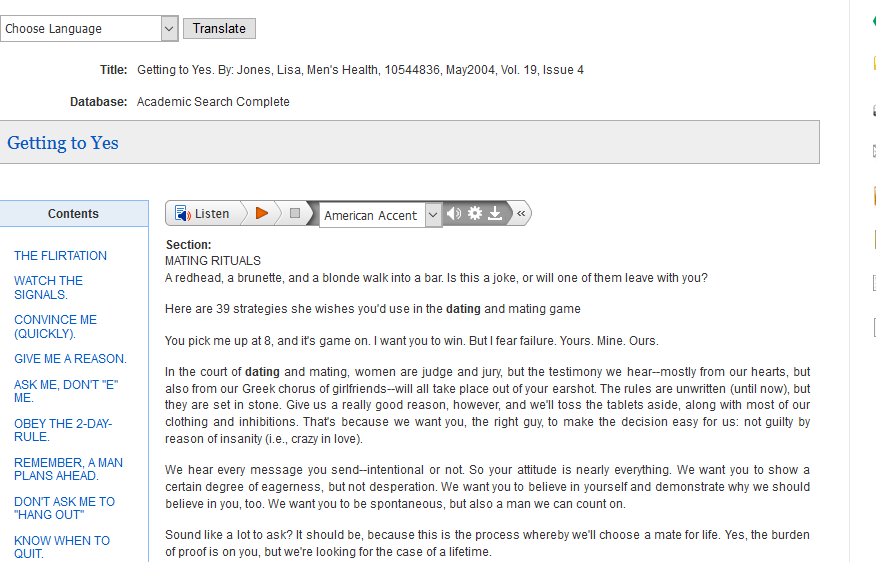 Choose Language
Translate
Title: Getting to Yes. By: Jones, Lisa, Men's Health, 10544836, May2004, Vol. 19, Issue 4
Database: Academic Search Complete
Getting to Yes
Contents
THE FLIRTATION
WATCH THE
SIGNALS.
CONVINCE ME
(QUICKLY).
GIVE ME A REASON.
ASK ME, DON'T "E"
ME.
OBEY THE 2-DAY-
RULE.
REMEMBER, A MAN
PLANS AHEAD.
DON'T ASK ME TO
"HANG OUT"
KNOW WHEN TO
QUIT.
Listen
American Accent
Section:
MATING RITUALS
A redhead, a brunette, and a blonde walk into a bar. Is this a joke, or will one of them leave with you?
Here are 39 strategies she wishes you'd use in the dating and mating game
You pick me up at 8, and it's game on. I want you to win. But I fear failure. Yours. Mine. Ours.
In the court of dating and mating, women are judge and jury, but the testimony we hear--mostly from our hearts, but
also from our Greek chorus of girlfriends--will all take place out of your earshot. The rules are unwritten (until now), but
they are set in stone. Give us a really good reason, however, and we'll toss the tablets aside, along with most of our
clothing and inhibitions. That's because we want you, the right guy, to make the decision easy for us: not guilty by
reason of insanity (i.e., crazy in love).
We hear every message you send--intentional or not. So your attitude is nearly everything. We want you to show a
certain degree of eagerness, but not desperation. We want you to believe in yourself and demonstrate why we should
believe in you, too. We want you to be spontaneous, but also a man we can count on.
Sound like a lot to ask? It should be, because this is the process whereby we'll choose a mate for life. Yes, the burden
of proof is on you, but we're looking for the case of a lifetime.